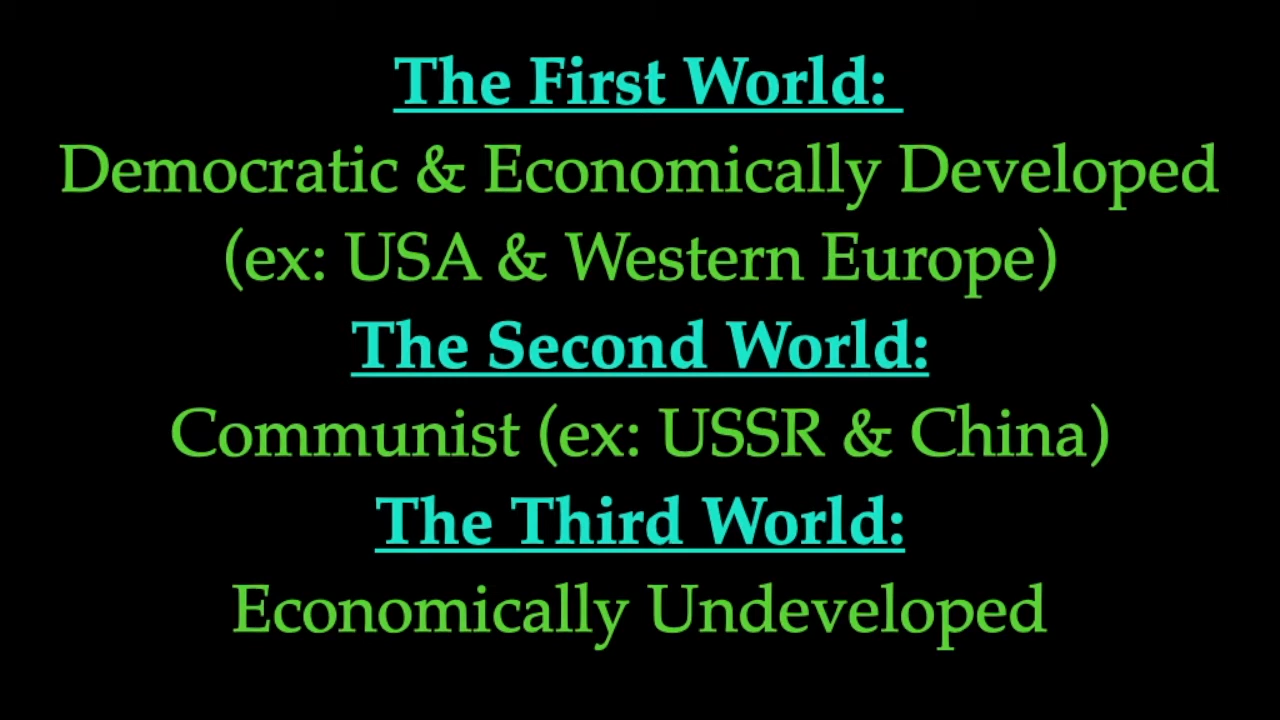 The First World:
Democratic & Economically Developed
(ex: USA & Western Europe)
The Second World:
Communist (ex: USSR & China)
The Third World:
Economically Undeveloped